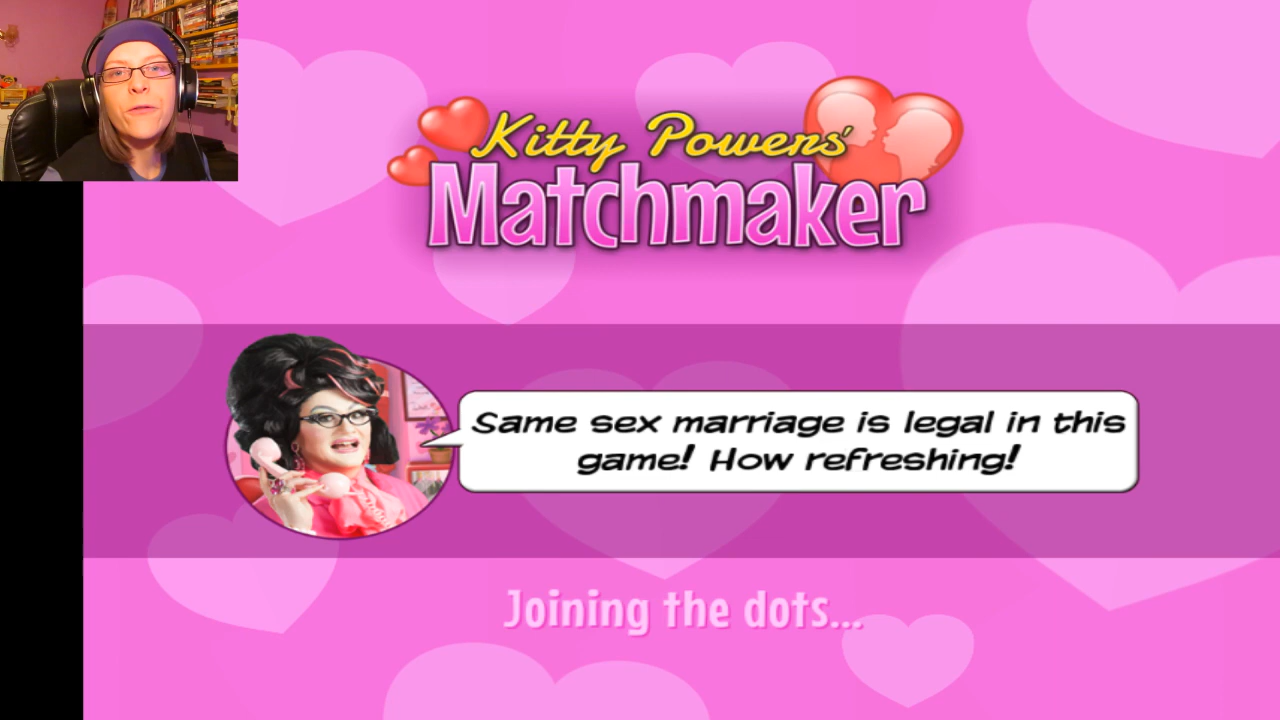 Kitty Powers'
Matchmaker
Same sex marriage is legal in this
game! How refreshing!
Joining the dots...